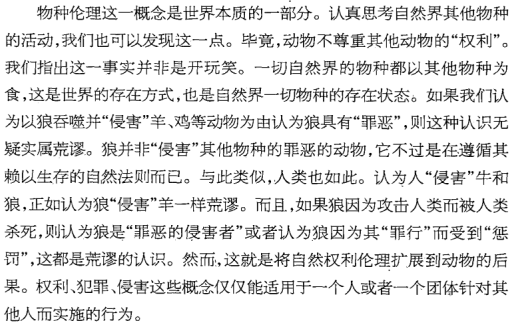 物种伦理这一概念是世界本质的一部分。认真思考自然界其他物种
的活动,我们也可以发现这一点。毕竟,动物不尊重其他动物的“权利”。
我们指出这一事实并非是开玩笑。一切自然界的物种都以其他物种为
食,这是世界的存在方式,也是自然界一切物种的存在状态。如果我们认
为以狼吞噬并“侵害”羊、鸡等动物为由认为狼具有“罪恶”,则这种认识无
疑实属荒谬。狼并非“侵害”其他物种的罪恶的动物,它不过是在遵循其
赖以生存的自然法则而已。与此类似,人类也如此。认为人“侵害”牛和
狼,正如认为狼“侵害”羊一样荒谬。而且,如果狼因为攻击人类而被人类
杀死,则认为狼是“罪恶的侵害者”或者认为狼因为其“罪行”而受到“惩
罚”,这都是荒谬的认识。然而,这就是将自然权利伦理扩展到动物的后
果。权利、犯罪、侵害这些概念仅仅能适用于一个人或者一个团体针对其
他人而实施的行为。